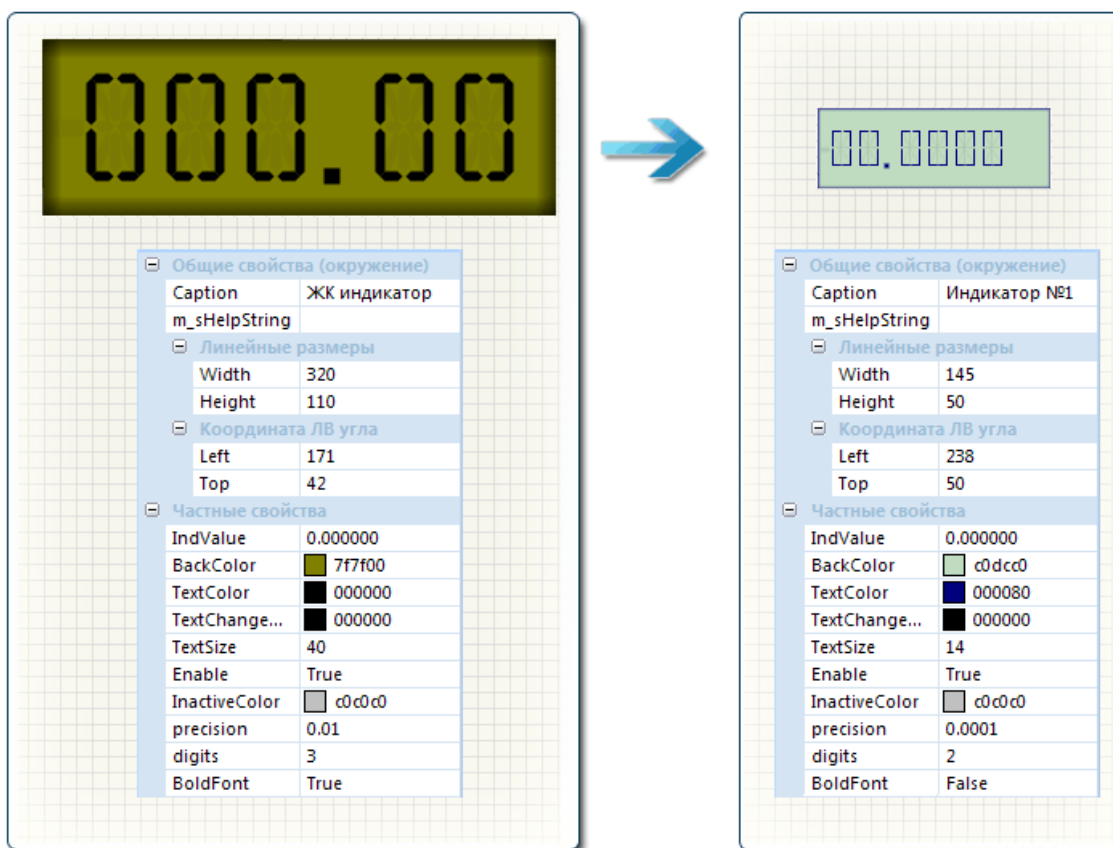 000.00
Общие свойства (окружение)
Caption ЖК индикатор
m_sHelpString
Линейные размеры
Width 320
Height 110
Координата ЛВ угла
Left 171
Top 42
Частные свойства
IndValue 0.000000
BackColor 7f7f00
TextColor 000000
TextChange... 000000
TextSize 40
Enable True
InactiveColor c0c0c0
precision 0.01
digits 3
BoldFont True
00.0000
Общие свойства (окружение)
Caption Индикатор №1
m_sHelpString
Линейные размеры
Width 145
Height 50
Координата ЛВ угла
Left 238
Top 50
Частные свойства
IndValue 0.000000
BackColor c0dcc0
TextColor 000080
TextChange... 000000
TextSize 14
Enable True
InactiveColor c0c0c0
precision 0.0001
digits 2
BoldFont False